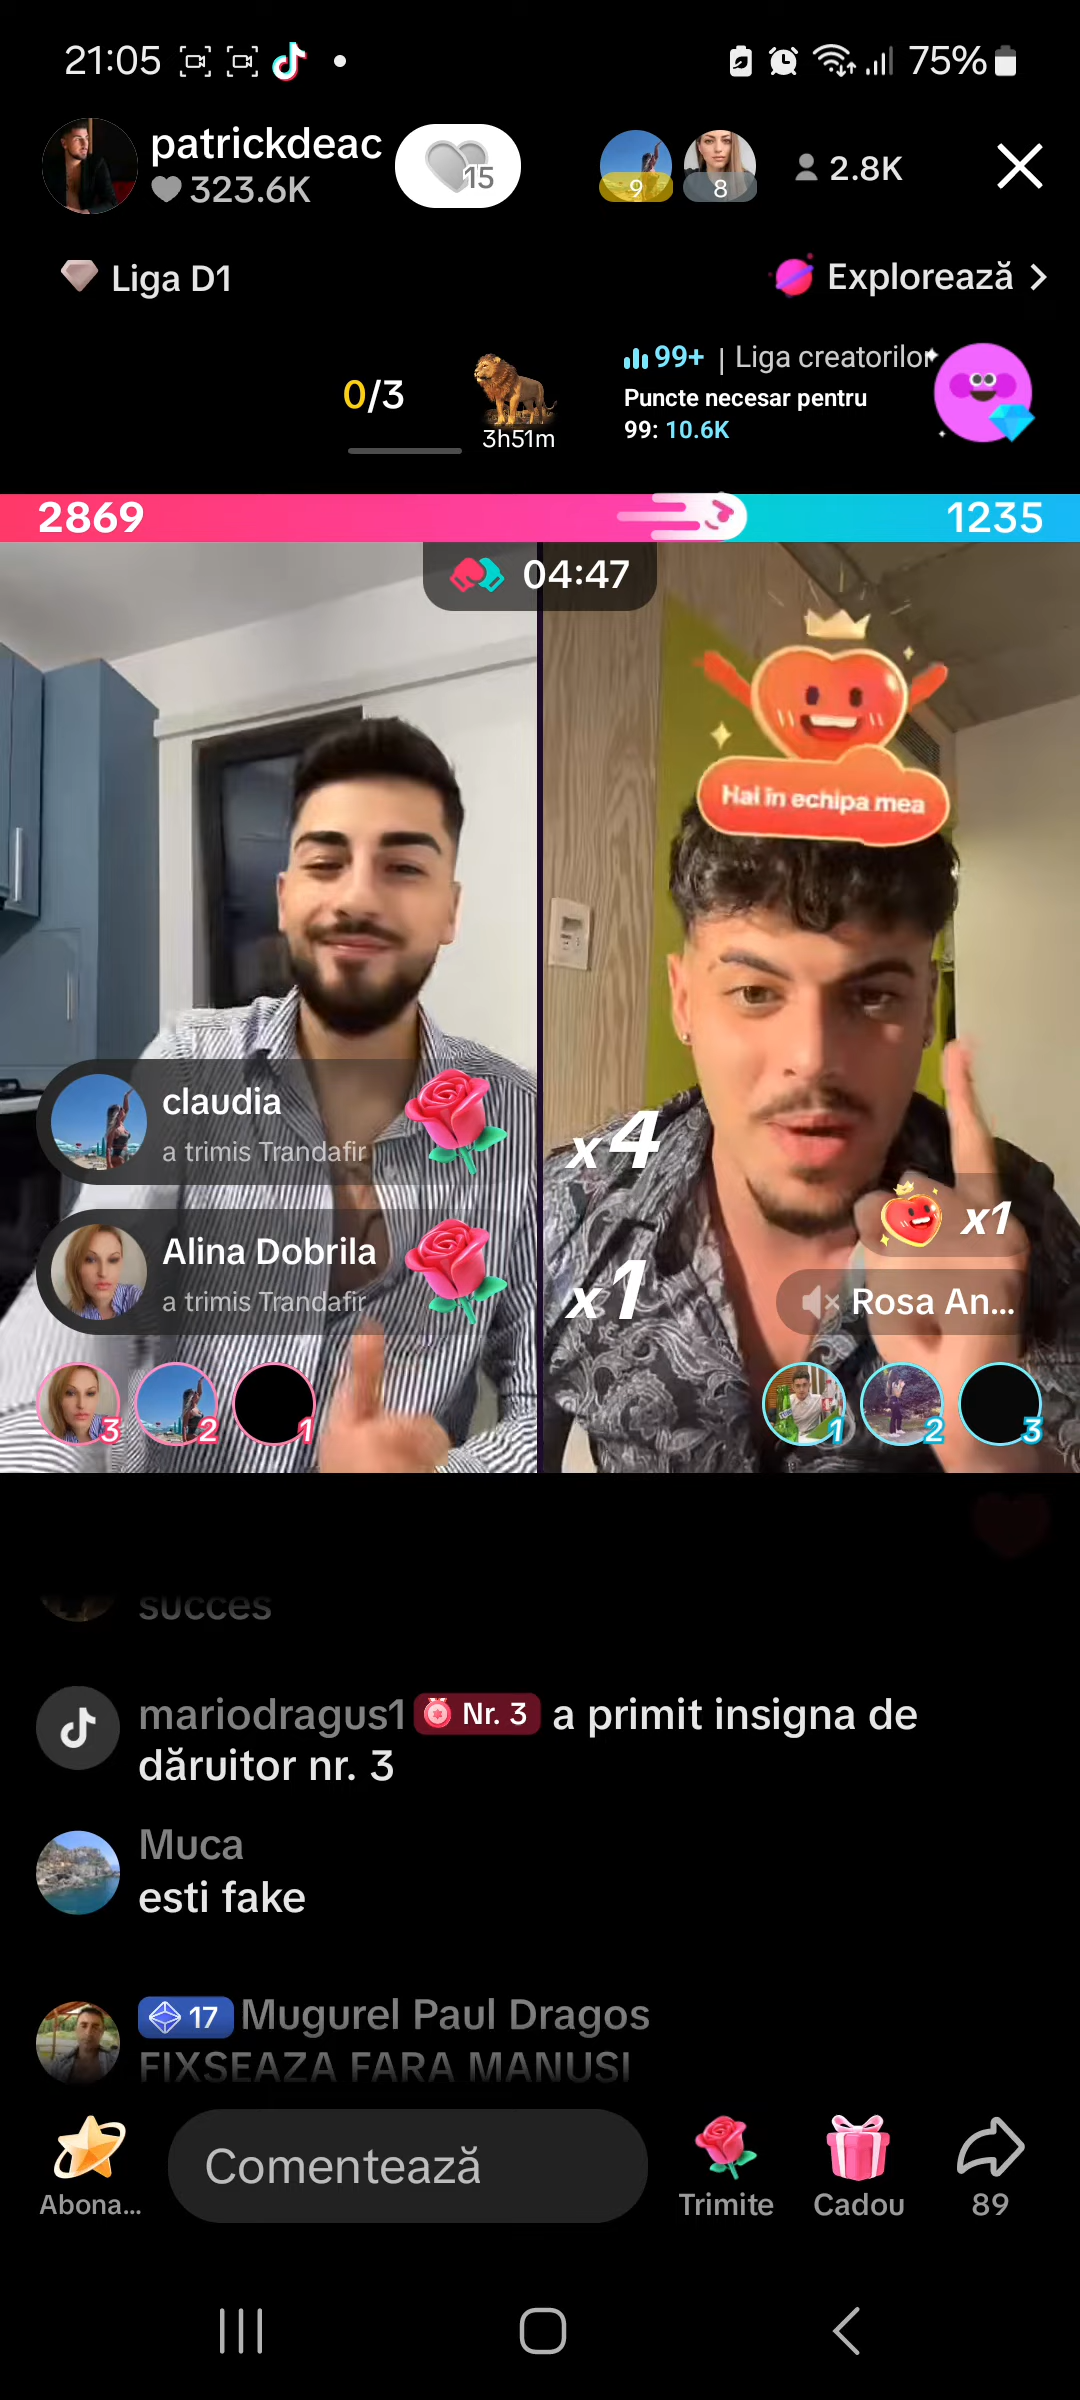 21:05
75%
patrickdeac
323.6K
15
9
8
2.8K
Liga D1
Explorează
0/3
3h51m
99+ | Liga creatorilor
Puncte necesar pentru
99: 10.6K
2869
1235
04:47
Hai în echipa mea
claudia
a trimis Trandafir
x4
Alina Dobrila
a trimis Trandafir
x1
x1
Rosa An...
3
2
1
1
2
3
succes
mariodragus1 Nr. 3 a primit insigna de
dăruitor nr. 3
Muca
esti fake
17 Mugurel Paul Dragos
FIXSEAZA FARA MANUSI
Abona...
Comentează
Trimite
Cadou
89